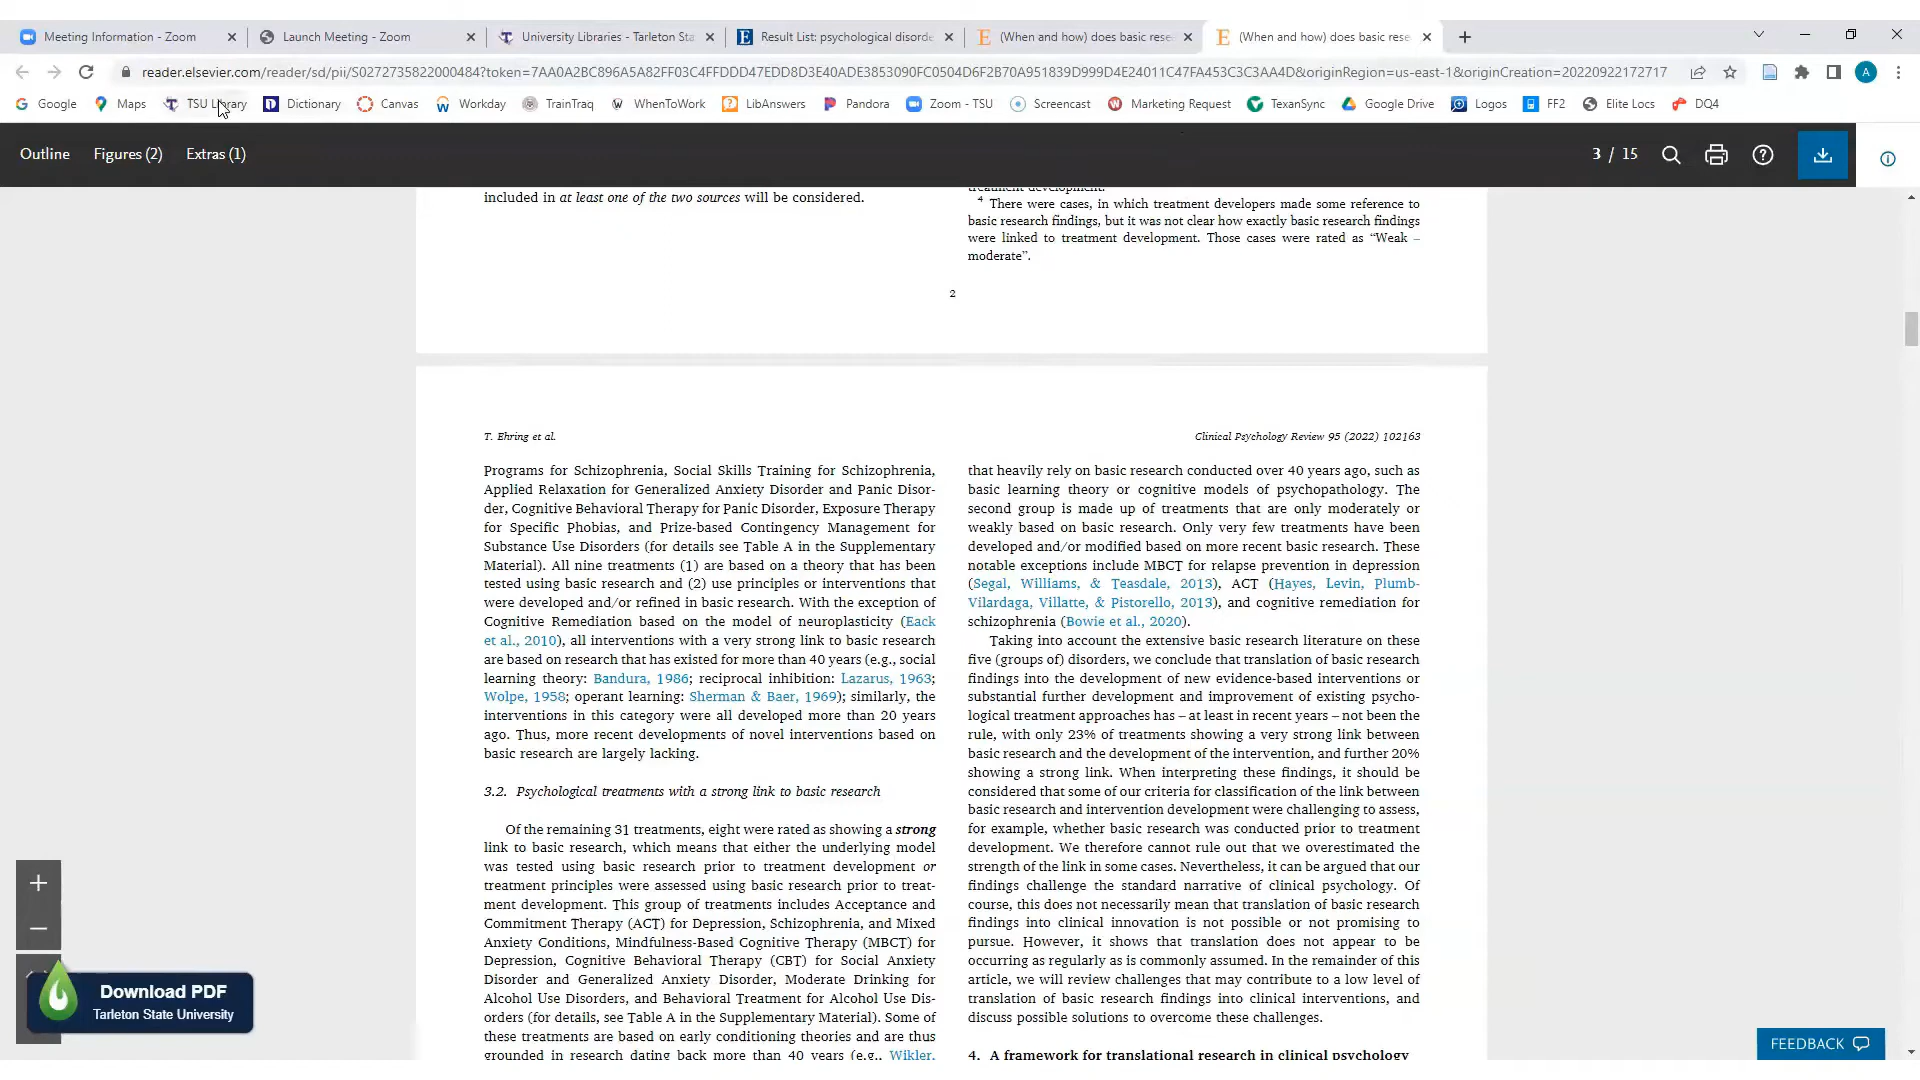 Meeting Information - Zoom
Launch Meeting - Zoom
University Libraries - Tarleton Sta
Result List: psychological disorde
(When and how) does basic rese
(When and how) does basic rese
reader.elsevier.com/reader/sd/pii/S0272735822000484?token=7AA0A2BC896A5A82FF03C4FFDDD47EDD8D3E40ADE3853090FC0504D6F2B70A951839D999D4E24011C47FA453C3C3AA4D&originRegion=us-east-1&originCreation=20220922172717
Google
Maps
TSU Library
Dictionary
Canvas
Workday
TrainTraq
WhenToWork
LibAnswers
Pandora
Zoom - TSU
Screencast
Marketing Request
TexanSync
Google Drive
Logos
FF2
Elite Locs
DQ4
Outline
Figures (2)
Extras (1)
3 / 15
included in at least one of the two sources will be considered.
treatment development.
4 There were cases, in which treatment developers made some reference to
basic research findings, but it was not clear how exactly basic research findings
were linked to treatment development. Those cases were rated as “Weak –
moderate”.
2
T. Ehring et al.
Clinical Psychology Review 95 (2022) 102163
Programs for Schizophrenia, Social Skills Training for Schizophrenia,
Applied Relaxation for Generalized Anxiety Disorder and Panic Disor-
der, Cognitive Behavioral Therapy for Panic Disorder, Exposure Therapy
for Specific Phobias, and Prize-based Contingency Management for
Substance Use Disorders (for details see Table A in the Supplementary
Material). All nine treatments (1) are based on a theory that has been
tested using basic research and (2) use principles or interventions that
were developed and/or refined in basic research. With the exception of
Cognitive Remediation based on the model of neuroplasticity (Eack
et al., 2010), all interventions with a very strong link to basic research
are based on research that has existed for more than 40 years (e.g., social
learning theory: Bandura, 1986; reciprocal inhibition: Lazarus, 1963;
Wolpe, 1958; operant learning: Sherman & Baer, 1969); similarly, the
interventions in this category were all developed more than 20 years
ago. Thus, more recent developments of novel interventions based on
basic research are largely lacking.
3.2. Psychological treatments with a strong link to basic research
Of the remaining 31 treatments, eight were rated as showing a strong
link to basic research, which means that either the underlying model
was tested using basic research prior to treatment development or
treatment principles were assessed using basic research prior to treat-
ment development. This group of treatments includes Acceptance and
Commitment Therapy (ACT) for Depression, Schizophrenia, and Mixed
Anxiety Conditions, Mindfulness-Based Cognitive Therapy (MBCT) for
Depression, Cognitive Behavioral Therapy (CBT) for Social Anxiety
Disorder and Generalized Anxiety Disorder, Moderate Drinking for
Alcohol Use Disorders, and Behavioral Treatment for Alcohol Use Dis-
orders (for details, see Table A in the Supplementary Material). Some of
these treatments are based on early conditioning theories and are thus
grounded in research dating back more than 40 years (e.g., Wikler,
that heavily rely on basic research conducted over 40 years ago, such as
basic learning theory or cognitive models of psychopathology. The
second group is made up of treatments that are only moderately or
weakly based on basic research. Only very few treatments have been
developed and/or modified based on more recent basic research. These
notable exceptions include MBCT for relapse prevention in depression
(Segal, Williams, & Teasdale, 2013), ACT (Hayes, Levin, Plumb-
Vilardaga, Villatte, & Pistorello, 2013), and cognitive remediation for
schizophrenia (Bowie et al., 2020).
Taking into account the extensive basic research literature on these
five (groups of) disorders, we conclude that translation of basic research
findings into the development of new evidence-based interventions or
substantial further development and improvement of existing psycho-
logical treatment approaches has – at least in recent years – not been the
rule, with only 23% of treatments showing a very strong link between
basic research and the development of the intervention, and further 20%
showing a strong link. When interpreting these findings, it should be
considered that some of our criteria for classification of the link between
basic research and intervention development were challenging to assess,
for example, whether basic research was conducted prior to treatment
development. We therefore cannot rule out that we overestimated the
strength of the link in some cases. Nevertheless, it can be argued that our
findings challenge the standard narrative of clinical psychology. Of
course, this does not necessarily mean that translation of basic research
findings into clinical innovation is not possible or not promising to
pursue. However, it shows that translation does not appear to be
occurring as regularly as is commonly assumed. In the remainder of this
article, we will review challenges that may contribute to a low level of
translation of basic research findings into clinical interventions, and
discuss possible solutions to overcome these challenges.
4. A framework for translational research in clinical psychology
Download PDF
Tarleton State University
FEEDBACK